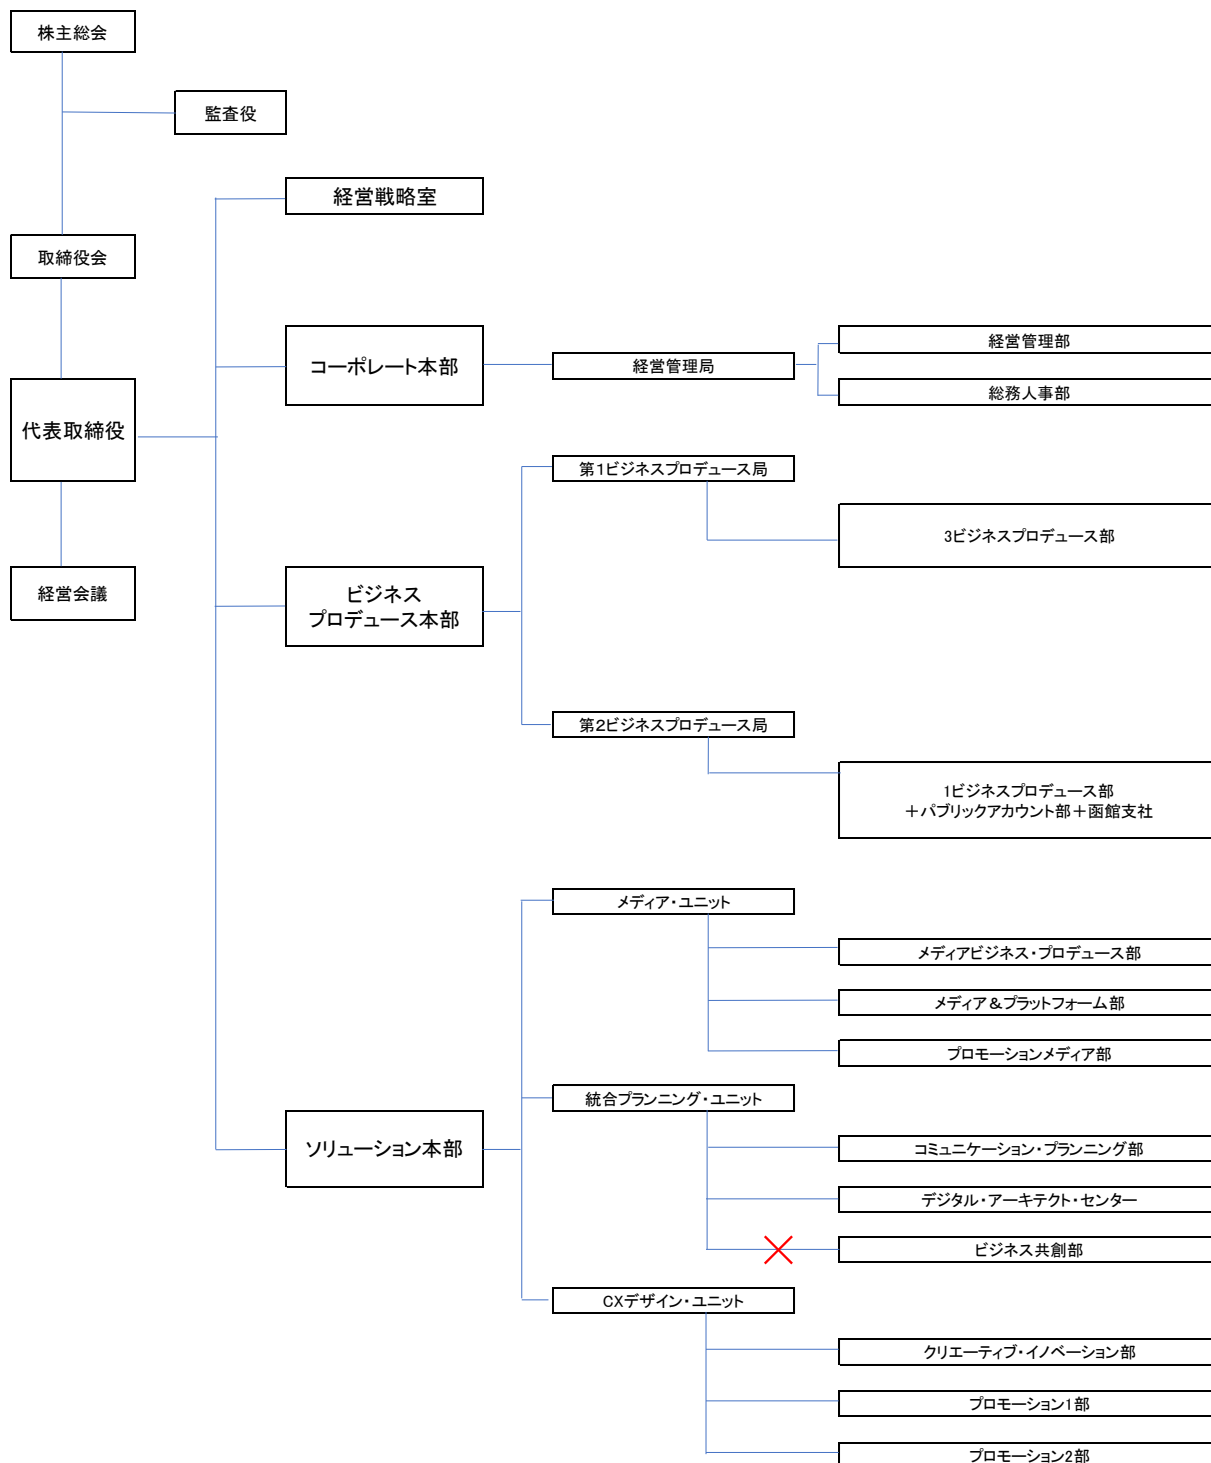 株主総会
監査役
経営戦略室
取締役会
コーポレート本部
経営管理局
経営管理部
総務人事部
代表取締役
第1ビジネスプロデュース局
3ビジネスプロデュース部
経営会議
ビジネス
プロデュース本部
第2ビジネスプロデュース局
1ビジネスプロデュース部
＋パブリックアカウント部＋函館支社
メディア・ユニット
メディアビジネス・プロデュース部
メディア＆プラットフォーム部
プロモーションメディア部
統合プランニング・ユニット
ソリューション本部
コミュニケーション・プランニング部
デジタル・アーキテクト・センター
ビジネス共創部
CXデザイン・ユニット
クリエーティブ・イノベーション部
プロモーション1部
プロモーション2部